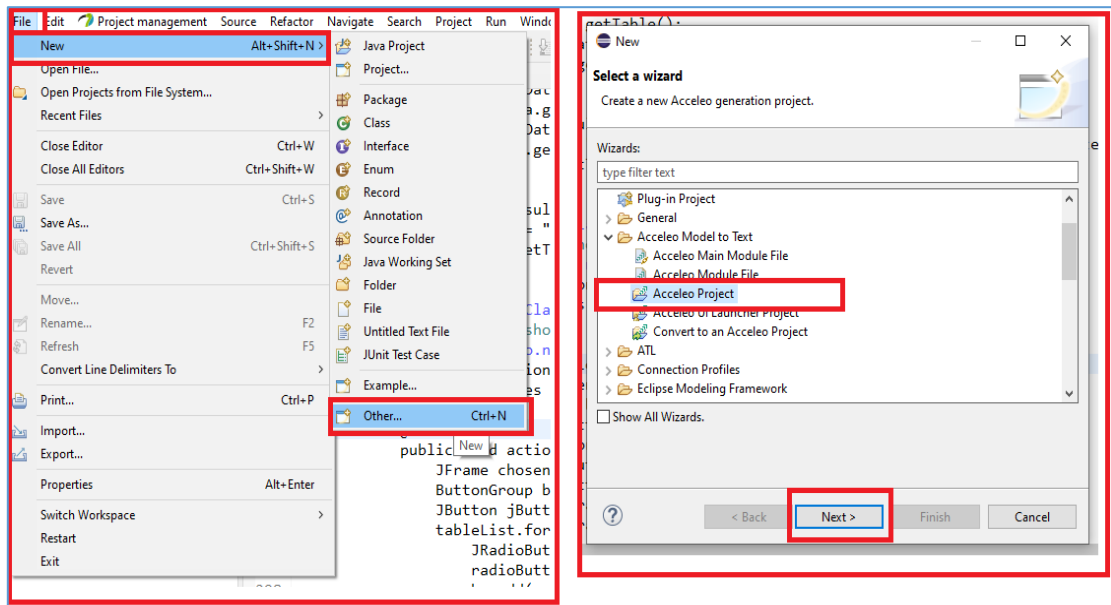 File Edit Project management Source Refactor Navigate Search Project Run
New Alt+Shift+N >
Open File...
Open Projects from File System...
Recent Files >
Close Editor Ctrl+W
Close All Editors Ctrl+Shift+W
Save Ctrl+S
Save As...
Save All Ctrl+Shift+S
Revert
Move...
Rename... F2
Refresh F5
Convert Line Delimiters To >
Print... Ctrl+P
Import...
Export...
Properties Alt+Enter
Switch Workspace >
Restart
Exit
Java Project
Project...
Package
Class
Interface
Enum
Record
Annotation
Source Folder
Java Working Set
Folder
File
Untitled Text File
JUnit Test Case
Example...
Other... Ctrl+N
New
public d actio
JFrame chosen
ButtonGroup b
JButton jButt
tableList.for
JRadioBut
radioButt
getTable();
New
Select a wizard
Create a new Acceleo generation project.
Wizards:
type filter text
Plug-in Project
> General
Acceleo Model to Text
Acceleo Main Module File
Acceleo Module File
Acceleo Project
Acceleo UI Launcher Project
Convert to an Acceleo Project
> ATL
> Connection Profiles
> Eclipse Modeling Framework
Show All Wizards.
? < Back Next > Finish Cancel